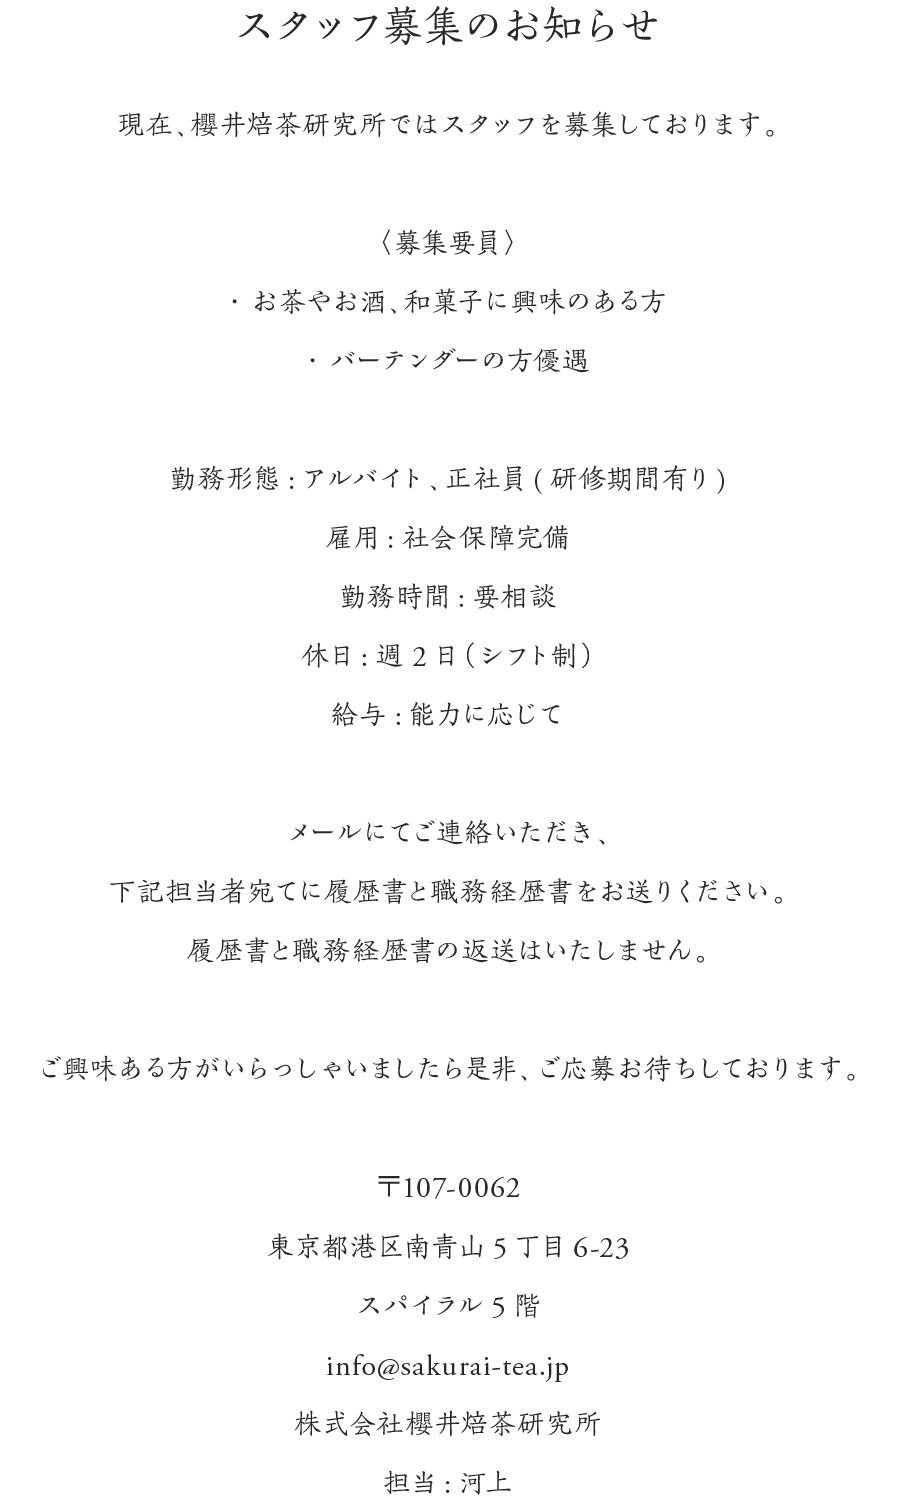 スタッフ募集のお知らせ
現在、櫻井焙茶研究所ではスタッフを募集しております。
〈募集要員〉
・お茶やお酒、和菓子に興味のある方
・バーテンダーの方優遇
勤務形態 : アルバイト、正社員 ( 研修期間有り )
雇用 : 社会保障完備
勤務時間 : 要相談
休日 : 週 2 日（シフト制）
給与 : 能力に応じて
メールにてご連絡いただき、
下記担当者宛てに履歴書と職務経歴書をお送りください。
履歴書と職務経歴書の返送はいたしません。
ご興味ある方がいらっしゃいましたら是非、ご応募お待ちしております。
〒107-0062
東京都港区南青山 5 丁目 6-23
スパイラル 5 階
info@sakurai-tea.jp
株式会社櫻井焙茶研究所
担当 : 河上